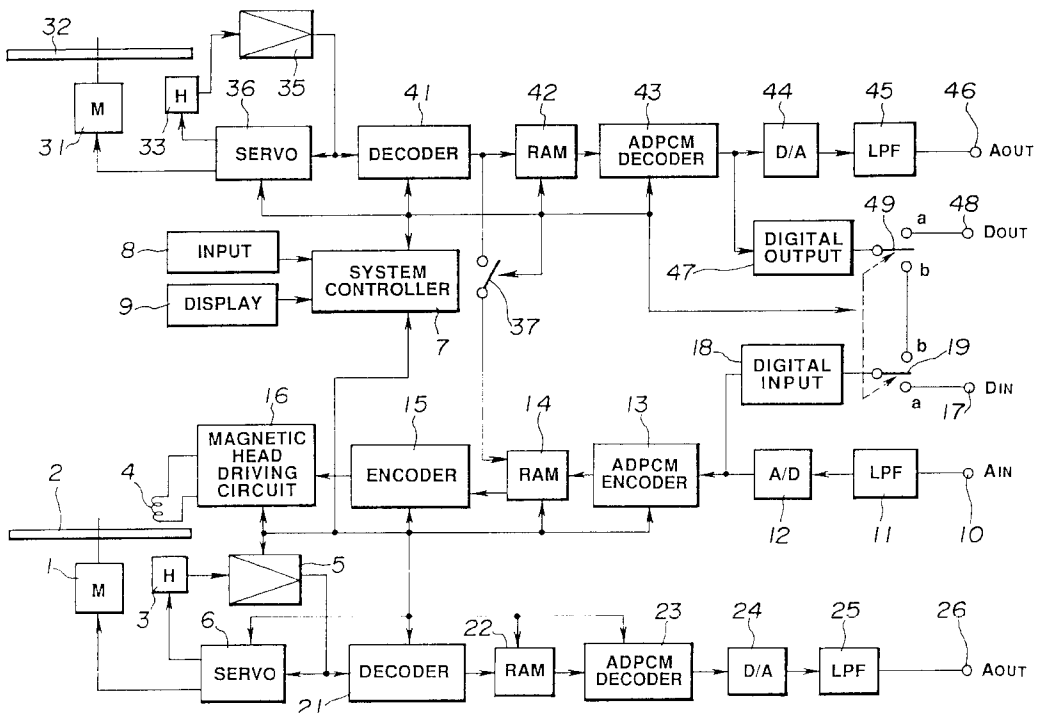 32
35
36
41
42
43
44
45
46
M
H
31
33
SERVO
DECODER
RAM
ADPCM
DECODER
D/A
LPF
AOUT
8
INPUT
9
DISPLAY
SYSTEM
CONTROLLER
7
37
47
DIGITAL
OUTPUT
49
a
48
DOUT
b
b
18
DIGITAL
INPUT
19
a
DIN
17
16
15
14
13
MAGNETIC
HEAD
DRIVING
CIRCUIT
ENCODER
RAM
ADPCM
ENCODER
A/D
LPF
AIN
12
11
10
2
4
1
M
3
H
5
6
SERVO
DECODER
21
22
RAM
23
ADPCM
DECODER
24
D/A
25
LPF
26
AOUT